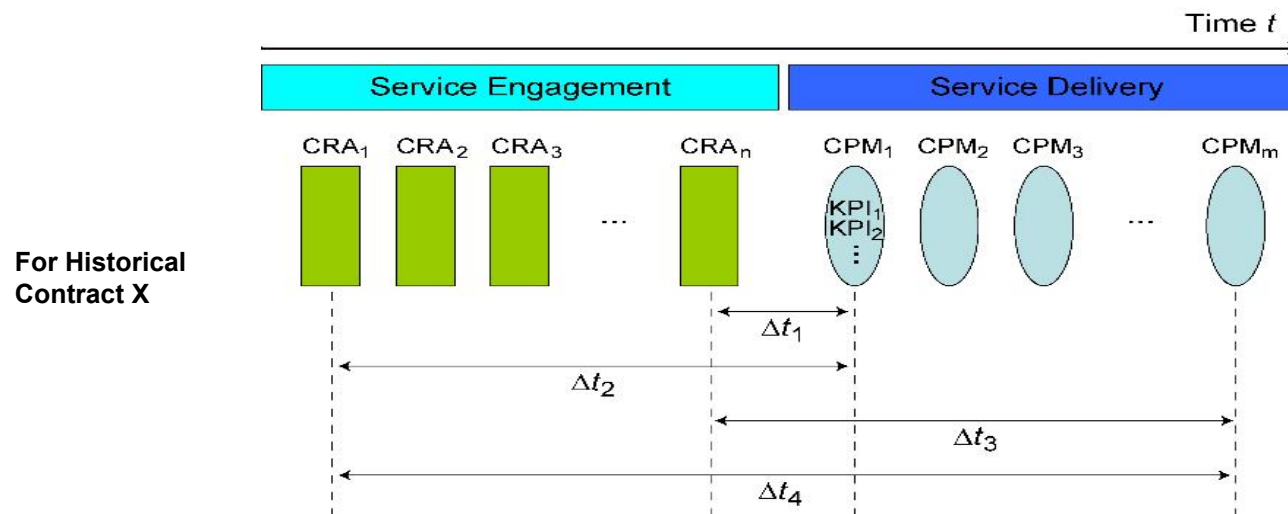 Time t
Service Engagement Service Delivery
CRA₁ CRA₂ CRA₃ CRAₙ CPM₁ CPM₂ CPM₃ CPMₘ
KPI₁
... KPI₂ ...
⋮
For Historical
Contract X
Δt₁
Δt₂
Δt₃
Δt₄